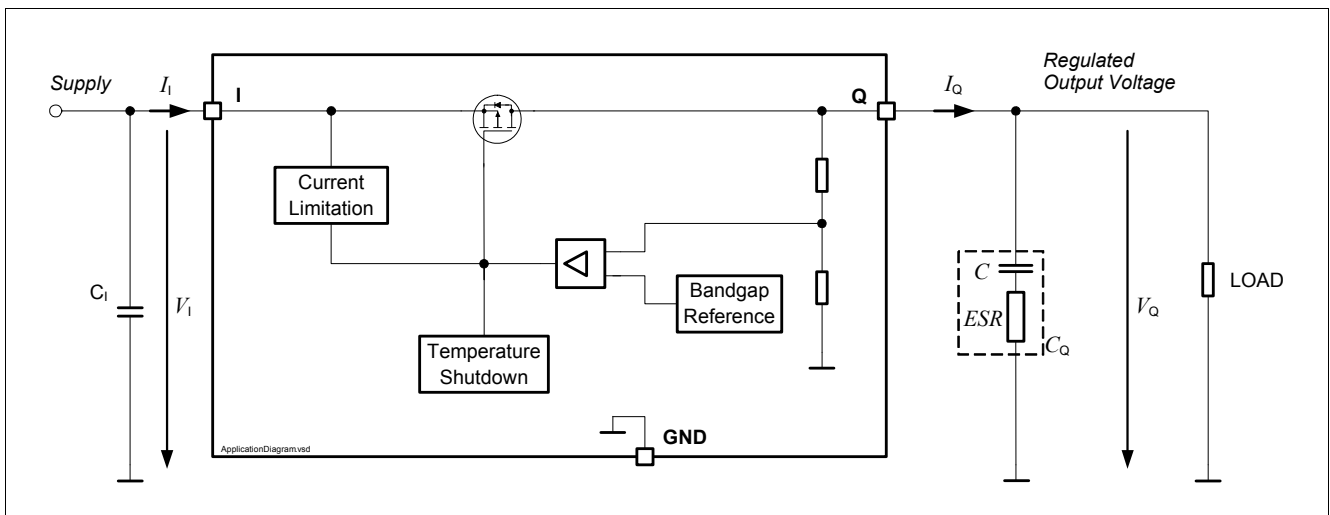 Supply
I_I
I
Q
I_Q
Regulated
Output Voltage
Current
Limitation
C_I
V_I
Bandgap
Reference
Temperature
Shutdown
C
ESR
C_Q
V_Q
LOAD
GND
ApplicationDiagram.vsd